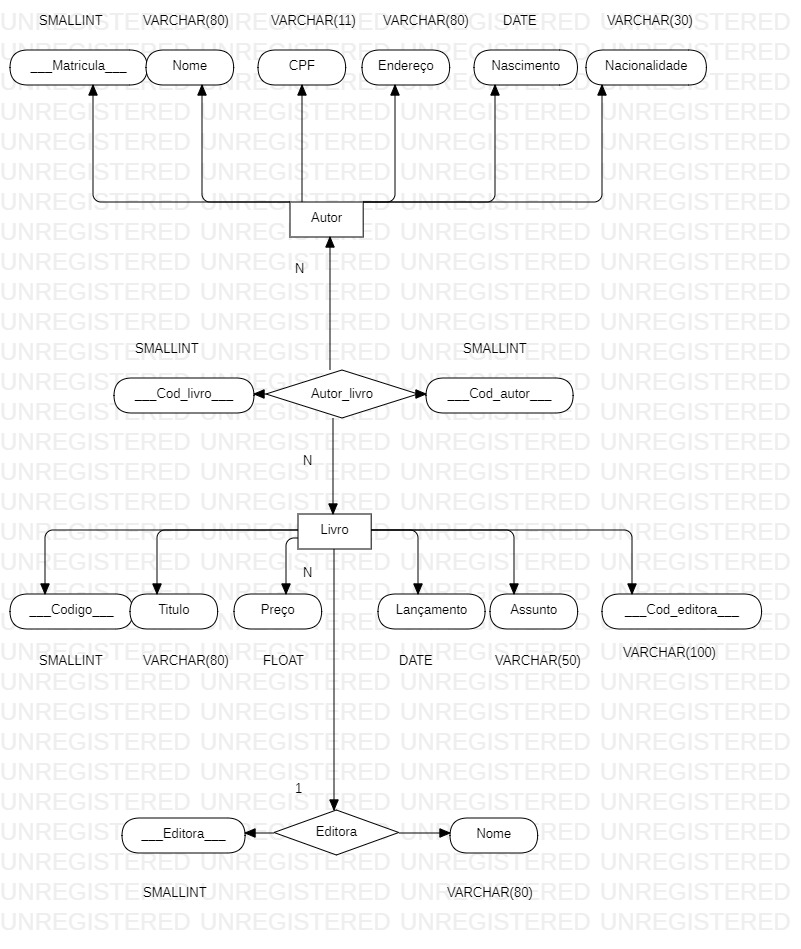 SMALLINT VARCHAR(80) VARCHAR(11) VARCHAR(80) DATE VARCHAR(30)
___Matricula___ Nome CPF Endereço Nascimento Nacionalidade
Autor
N
SMALLINT SMALLINT
___Cod_livro___ Autor_livro ___Cod_autor___
N
Livro
N
___Codigo___ Titulo Preço Lançamento Assunto ___Cod_editora___
SMALLINT VARCHAR(80) FLOAT DATE VARCHAR(50) VARCHAR(100)
1
___Editora___ Editora Nome
SMALLINT VARCHAR(80)
UNREGISTERED UNREGISTERED UNREGISTERED UNREGISTERED